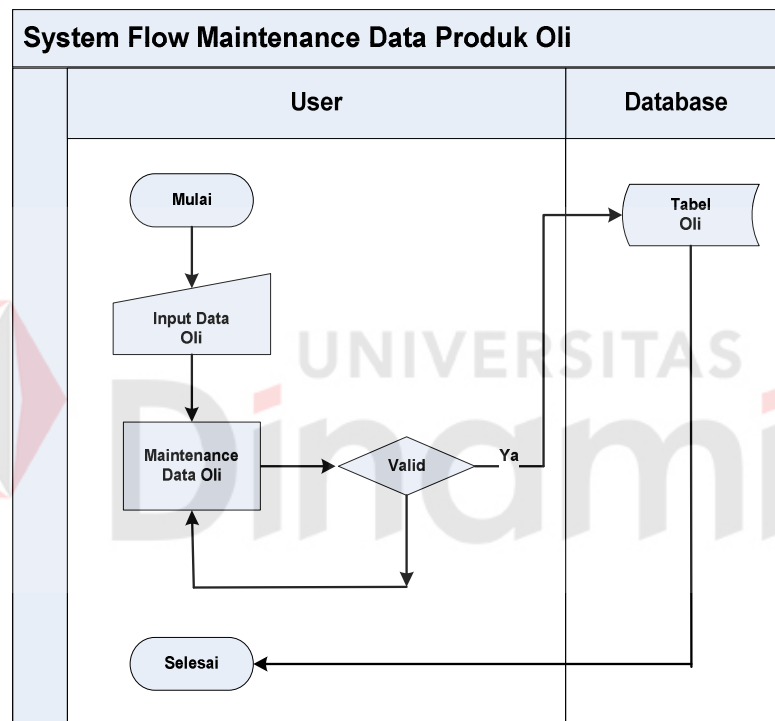 System Flow Maintenance Data Produk Oli
User
Database
Mulai
Tabel
Oli
Input Data
Oli
UNIVERSITAS
Dinami
Maintenance
Data Oli
Valid
Ya
Selesai